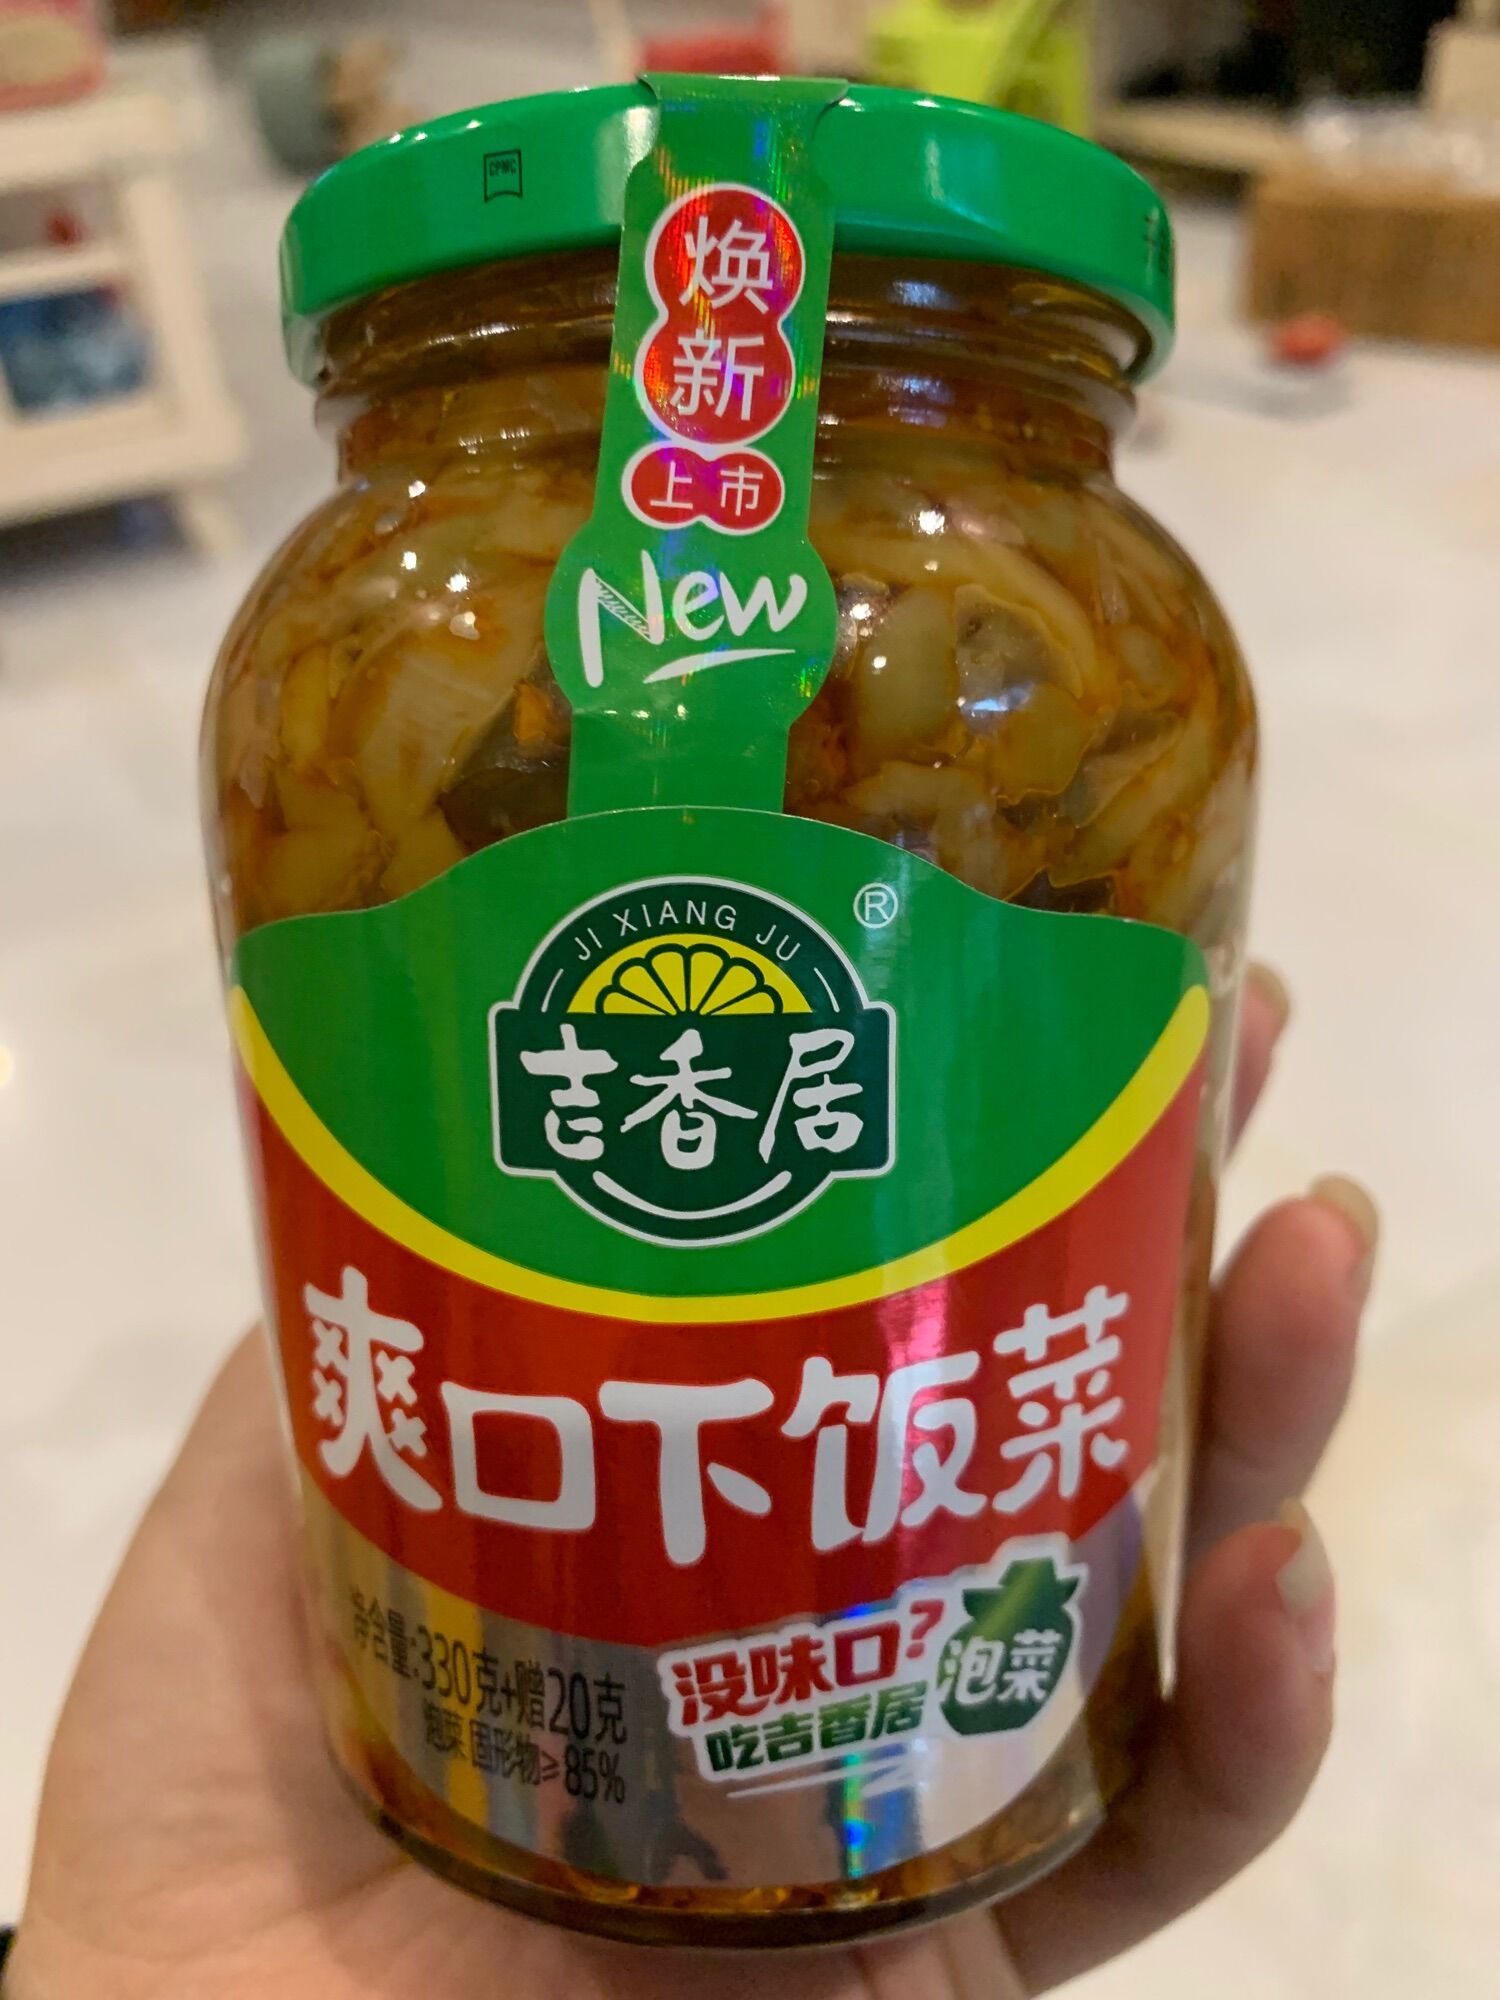 CPMC
焕
新
上市
New
®
JI XIANG JU
吉香居
爽口下饭菜
净含量:330克+赠20克
泡菜 固形物≥85%
没味口?
吃吉香居
泡菜